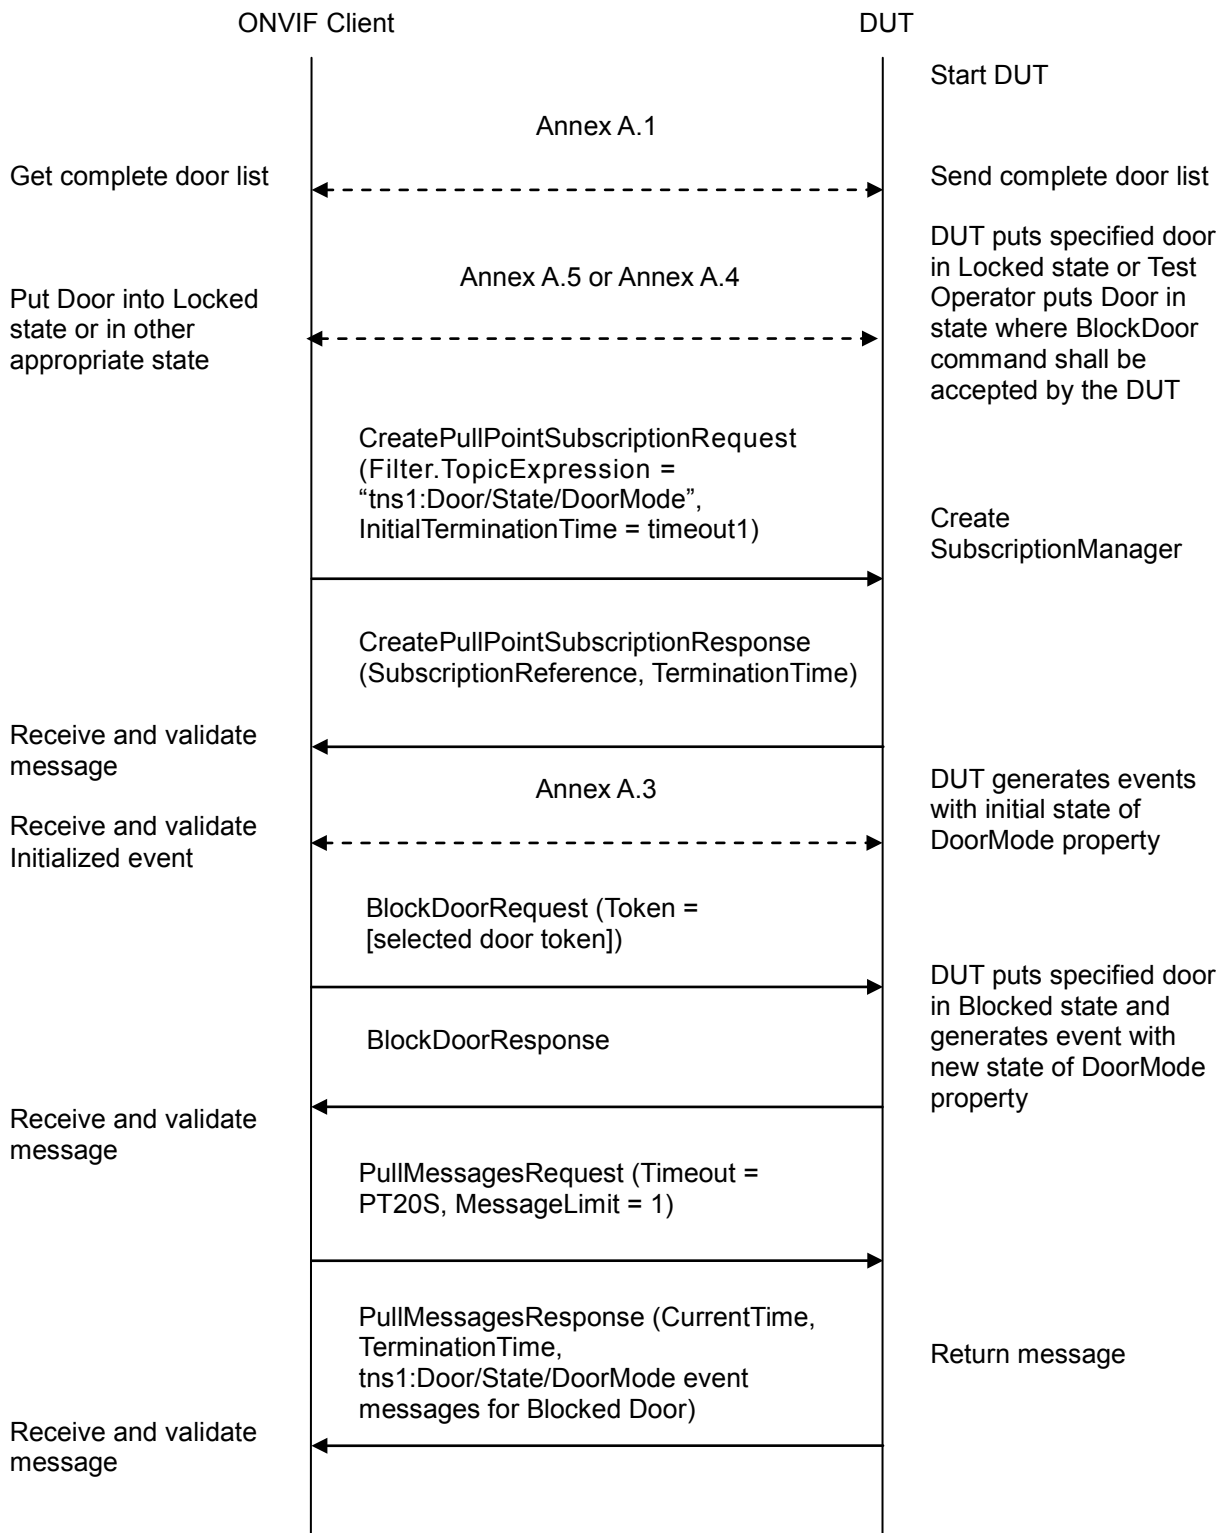 ONVIF Client
DUT
Start DUT
Annex A.1
Get complete door list
Send complete door list
Annex A.5 or Annex A.4
Put Door into Locked
state or in other
appropriate state
DUT puts specified door
in Locked state or Test
Operator puts Door in
state where BlockDoor
command shall be
accepted by the DUT
CreatePullPointSubscriptionRequest
(Filter.TopicExpression =
“tns1:Door/State/DoorMode”,
InitialTerminationTime = timeout1)
Create
SubscriptionManager
CreatePullPointSubscriptionResponse
(SubscriptionReference, TerminationTime)
Receive and validate
message
Annex A.3
DUT generates events
with initial state of
DoorMode property
Receive and validate
Initialized event
BlockDoorRequest (Token =
[selected door token])
DUT puts specified door
in Blocked state and
generates event with
new state of DoorMode
property
BlockDoorResponse
Receive and validate
message
PullMessagesRequest (Timeout =
PT20S, MessageLimit = 1)
PullMessagesResponse (CurrentTime,
TerminationTime,
tns1:Door/State/DoorMode event
messages for Blocked Door)
Return message
Receive and validate
message